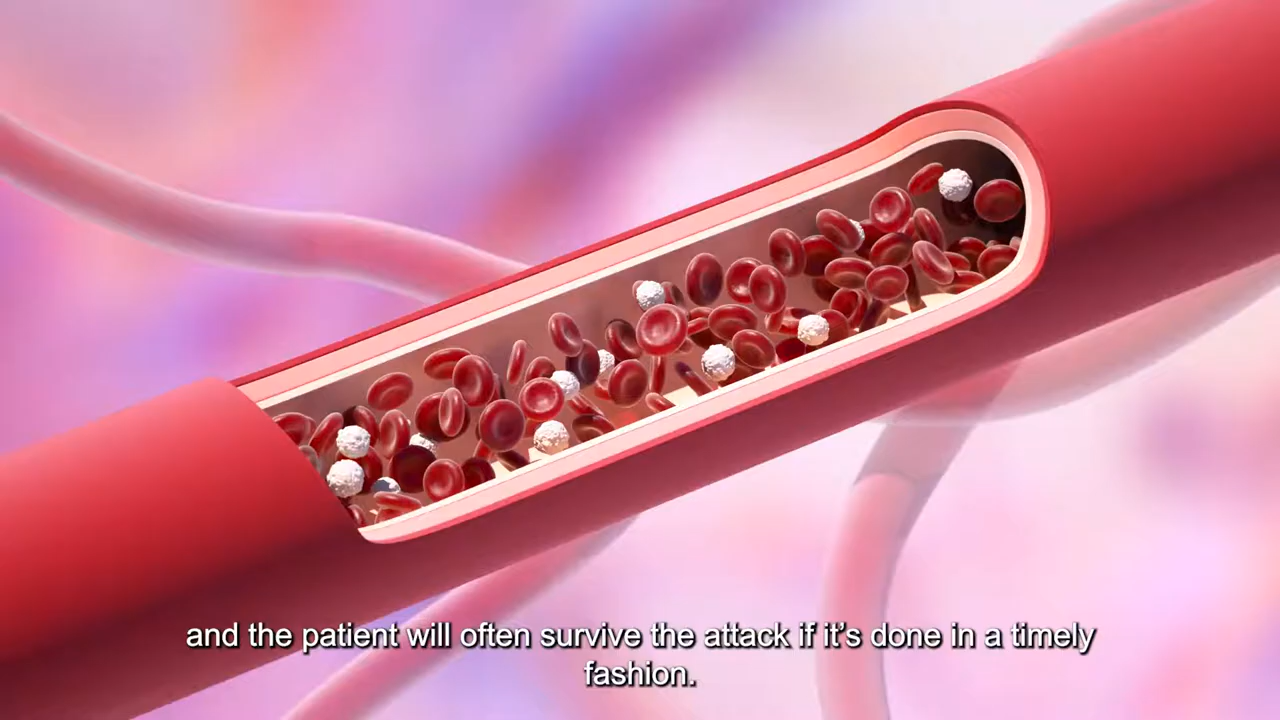 and the patient will often survive the attack if it’s done in a timely
fashion.